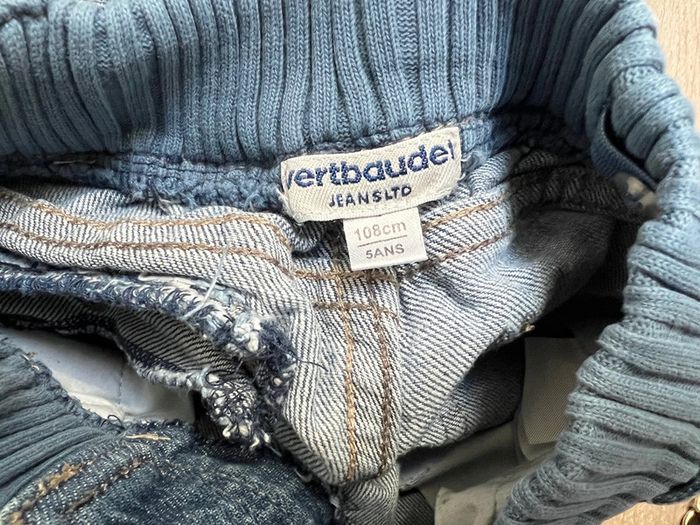 vertbaudet
JEANS LTD
108cm
5ANS